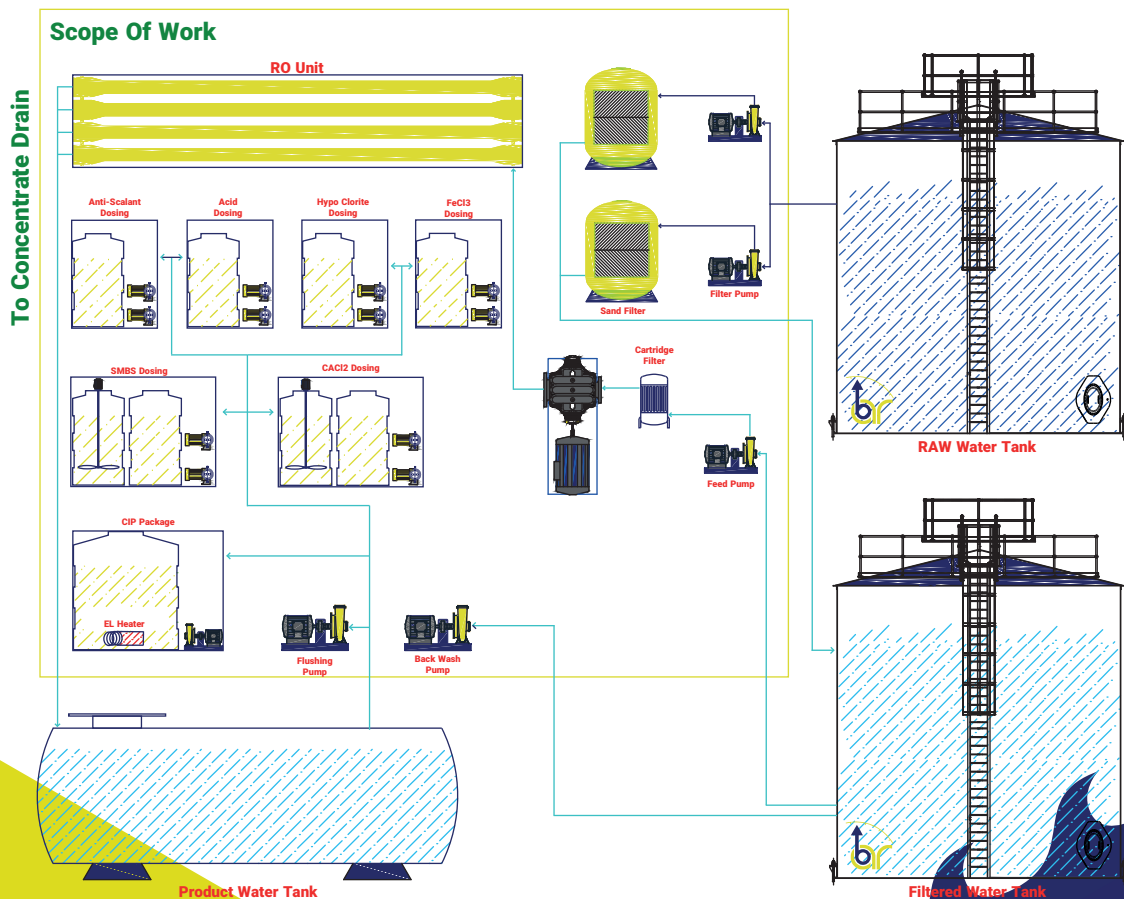 Scope Of Work
To Concentrate Drain
RO Unit
Anti-Scalant
Dosing
Acid
Dosing
Hypo Clorite
Dosing
FeCl3
Dosing
Sand Filter
Filter Pump
SMBS Dosing
CACl2 Dosing
Cartridge
Filter
Feed Pump
RAW Water Tank
CIP Package
EL Heater
Flushing
Pump
Back Wash
Pump
Product Water Tank
Filtered Water Tank
br
br